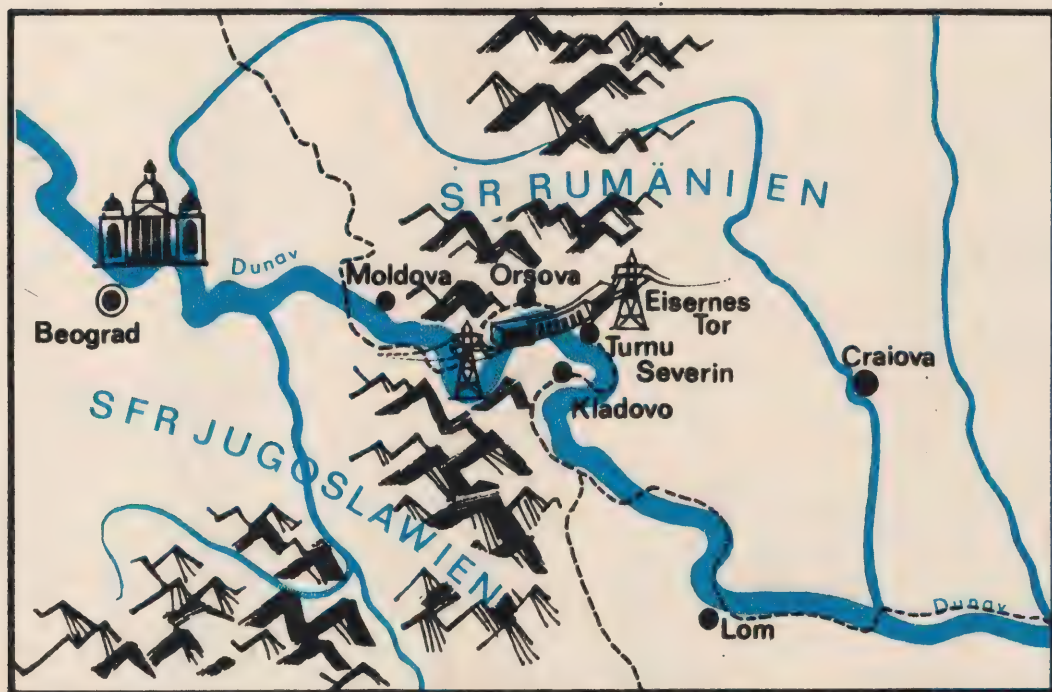 SR RUMÄNIEN
Dunav
Moldova
Orsova
Eisernes
Tor
Beograd
Turnu
Severin
Craiova
Kladovo
SFR JUGOSLAWIEN
Lom
Dunav